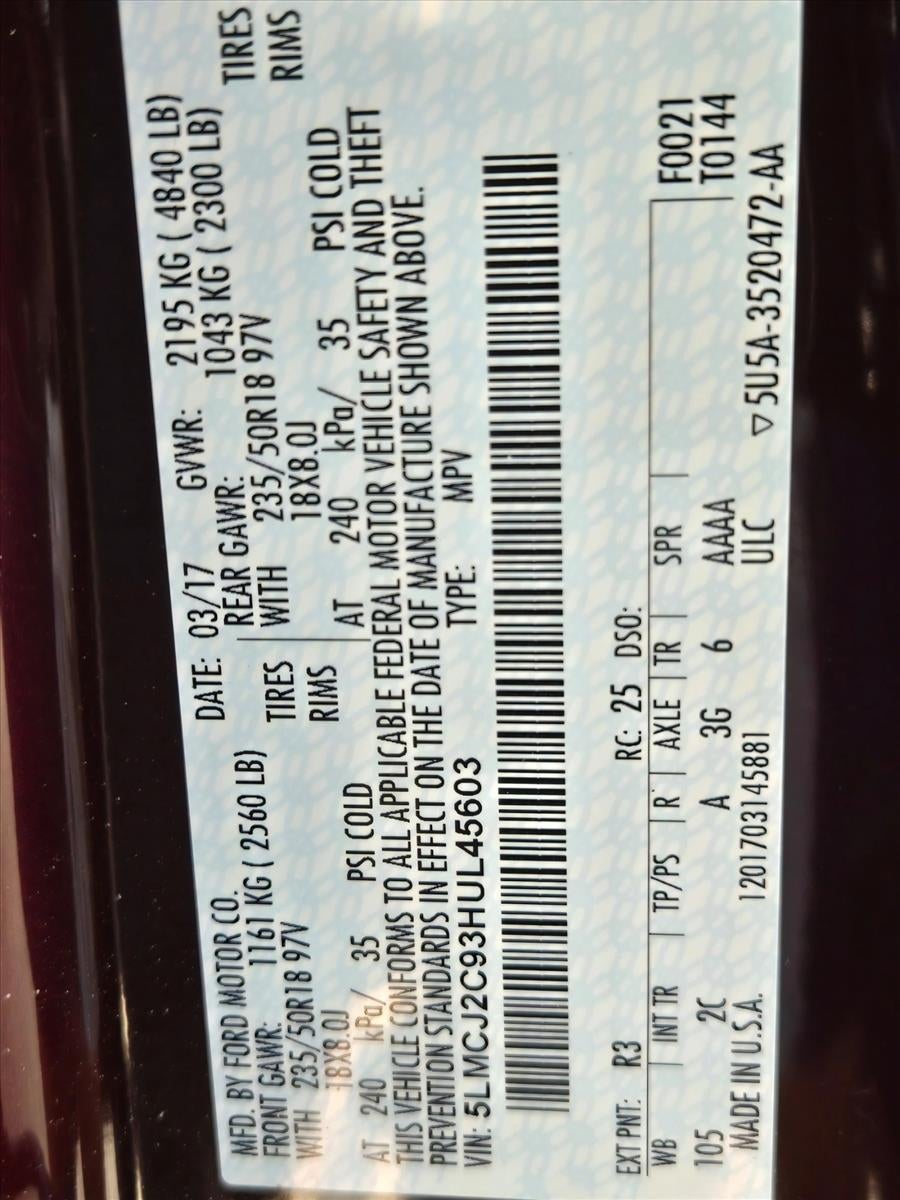 MFD. BY FORD MOTOR CO. DATE: 03/17 GVWR: 2195 KG ( 4840 LB)
FRONT GAWR: 1161 KG ( 2560 LB) REAR GAWR: 1043 KG ( 2300 LB)
WITH 235/50R18 97V TIRES WITH 235/50R18 97V TIRES
18X8.0J RIMS 18X8.0J RIMS
AT 240 kPa/ 35 PSI COLD AT 240 kPa/ 35 PSI COLD
THIS VEHICLE CONFORMS TO ALL APPLICABLE FEDERAL MOTOR VEHICLE SAFETY AND THEFT
PREVENTION STANDARDS IN EFFECT ON THE DATE OF MANUFACTURE SHOWN ABOVE.
VIN: 5LMCJ2C93HUL45603 TYPE: MPV
EXT PNT: R3 RC: 25 DSO:
WB INT TR TP/PS R AXLE TR SPR F0021
105 2C A 3G 6 AAAA T0144
MADE IN U.S.A. 1201703145881 ULC
▽5U5A-3520472-AA